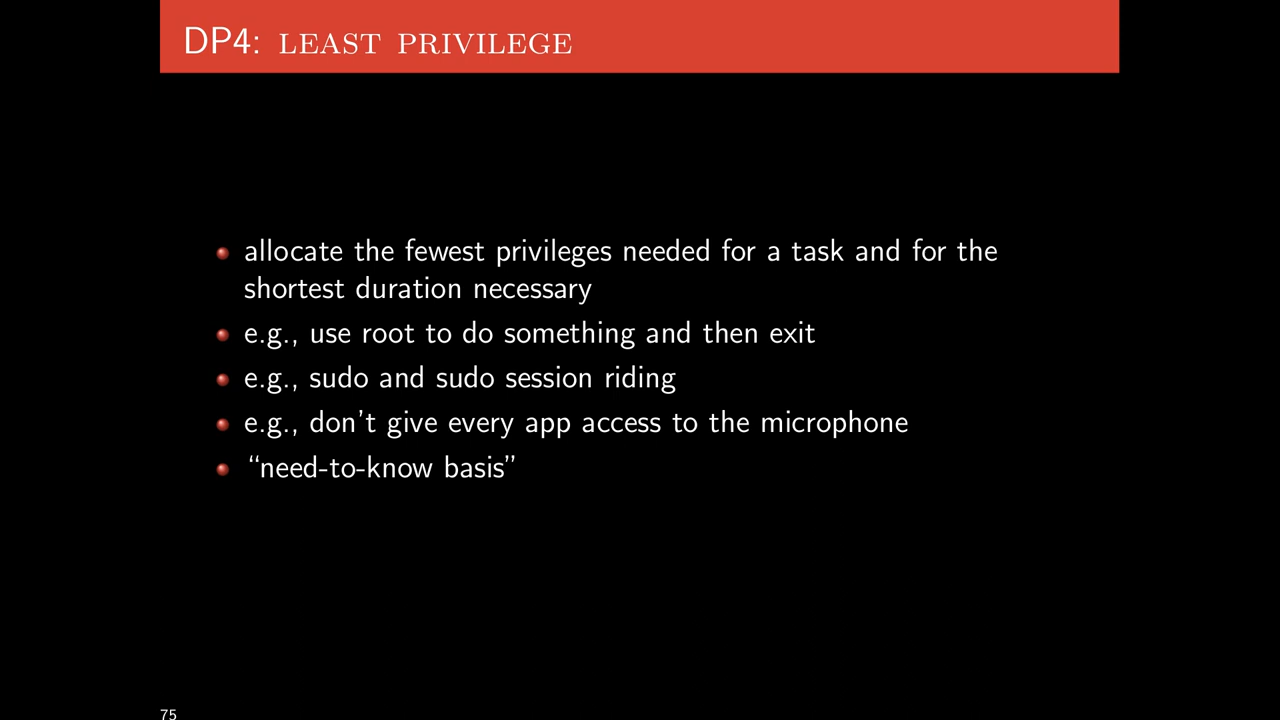 DP4: LEAST PRIVILEGE
allocate the fewest privileges needed for a task and for the
shortest duration necessary
e.g., use root to do something and then exit
e.g., sudo and sudo session riding
e.g., don't give every app access to the microphone
“need-to-know basis”
75